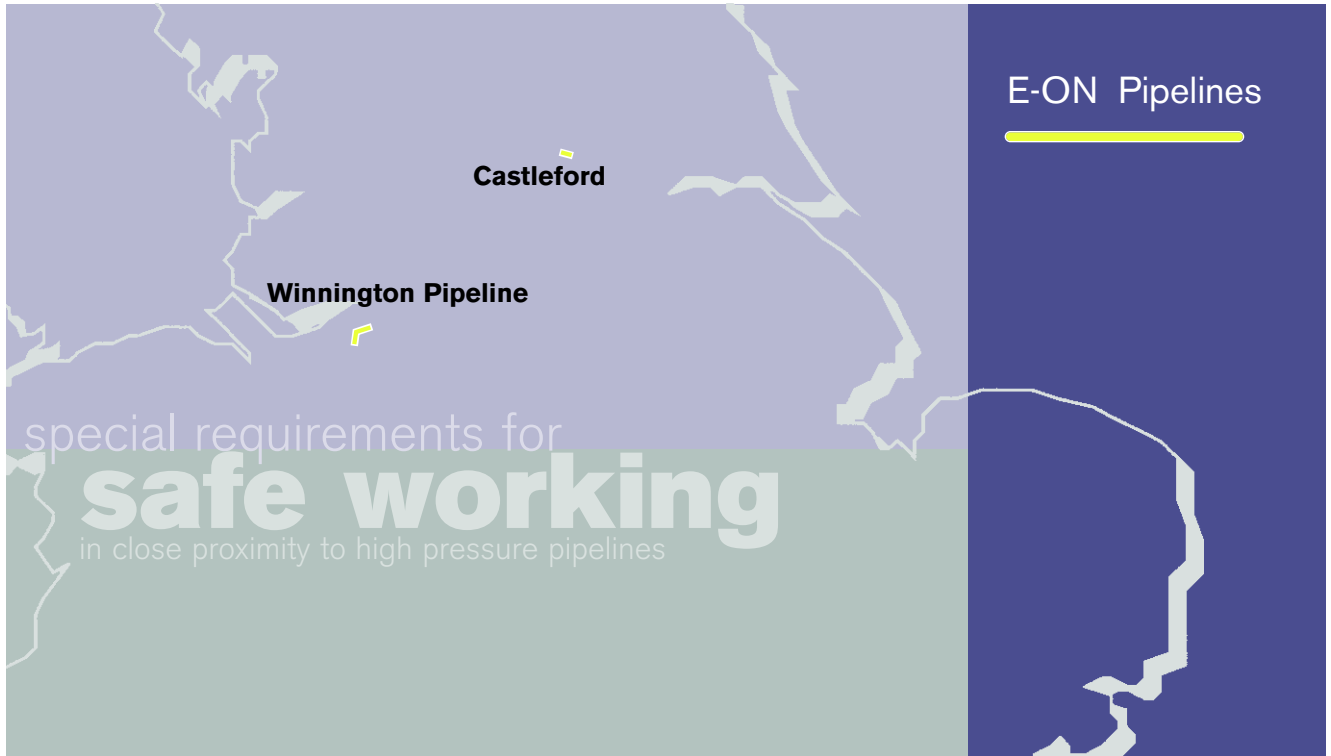 E-ON Pipelines
Castleford
Winnington Pipeline
special requirements for
safe working
in close proximity to high pressure pipelines